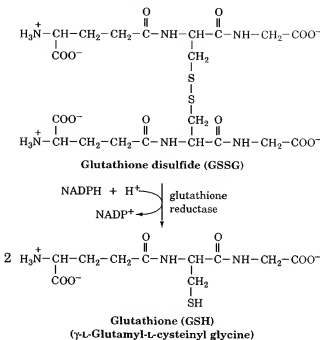 O O
H₃N⁺—CH—CH₂—CH₂—C—NH—CH—C—NH—CH₂—COO⁻
COO⁻ CH₂
S
S
COO⁻ O CH₂ O
H₃N⁺—CH—CH₂—CH₂—C—NH—CH—C—NH—CH₂—COO⁻
Glutathione disulfide (GSSG)
NADPH + H⁺ glutathione
NADP⁺ reductase
O O
2 H₃N⁺—CH—CH₂—CH₂—C—NH—CH—C—NH—CH₂—COO⁻
COO⁻ CH₂
SH
Glutathione (GSH)
(γ-L-Glutamyl-L-cysteinyl glycine)